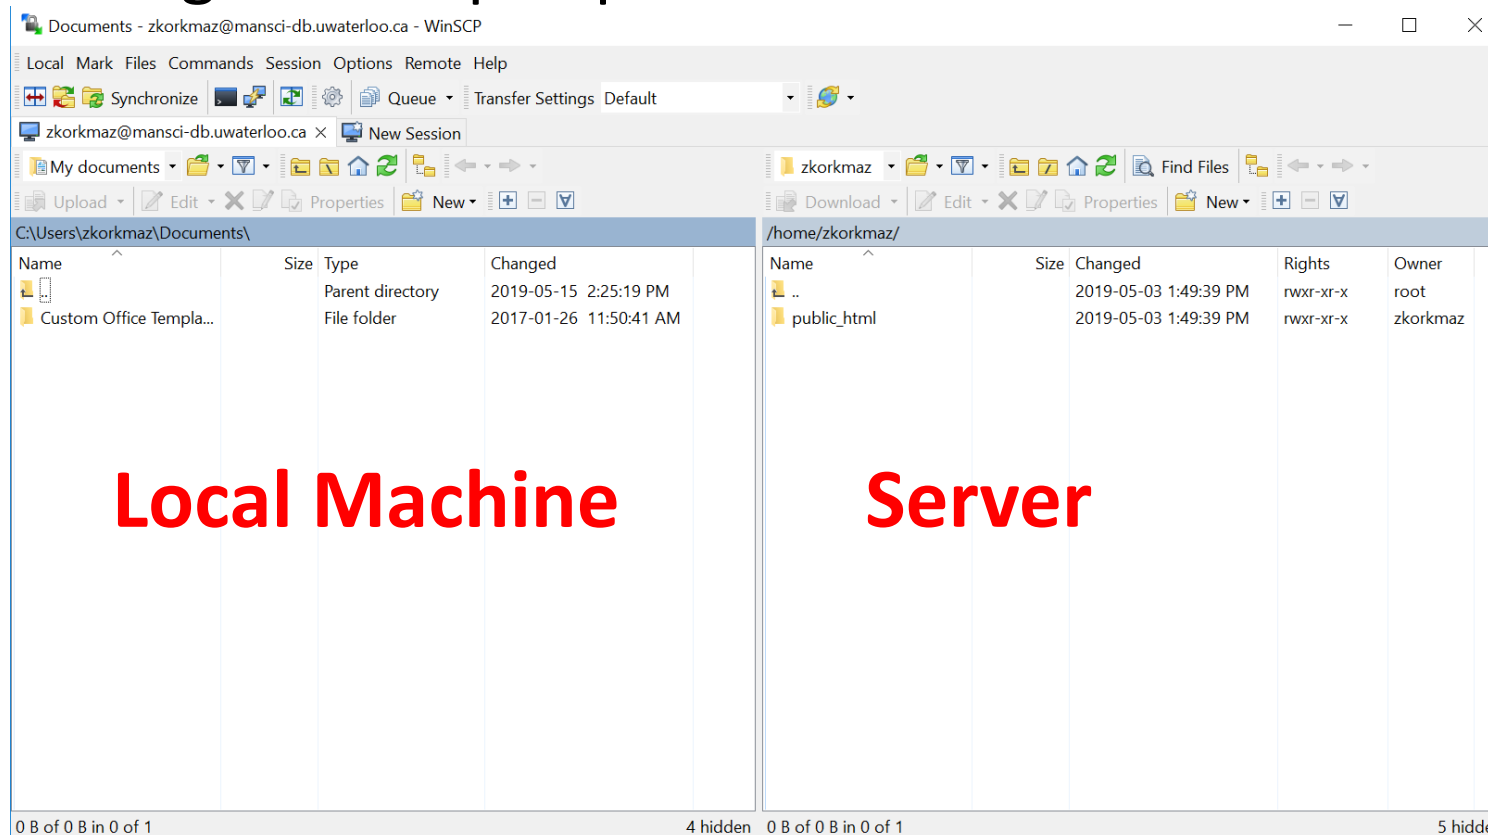 Documents - zkorkmaz@mansci-db.uwaterloo.ca - WinSCP
Local Mark Files Commands Session Options Remote Help
Synchronize Queue Transfer Settings Default
zkorkmaz@mansci-db.uwaterloo.ca × New Session
My documents zkorkmaz Find Files
Upload Edit Properties New Download Edit Properties New
C:\Users\zkorkmaz\Documents\ /home/zkorkmaz/
Name Size Type Changed Name Size Changed Rights Owner
.. Parent directory 2019-05-15 2:25:19 PM .. 2019-05-03 1:49:39 PM rwxr-xr-x root
Custom Office Templa... File folder 2017-01-26 11:50:41 AM public_html 2019-05-03 1:49:39 PM rwxr-xr-x zkorkmaz
Local Machine Server
0 B of 0 B in 0 of 1 4 hidden 0 B of 0 B in 0 of 1 5 hidde